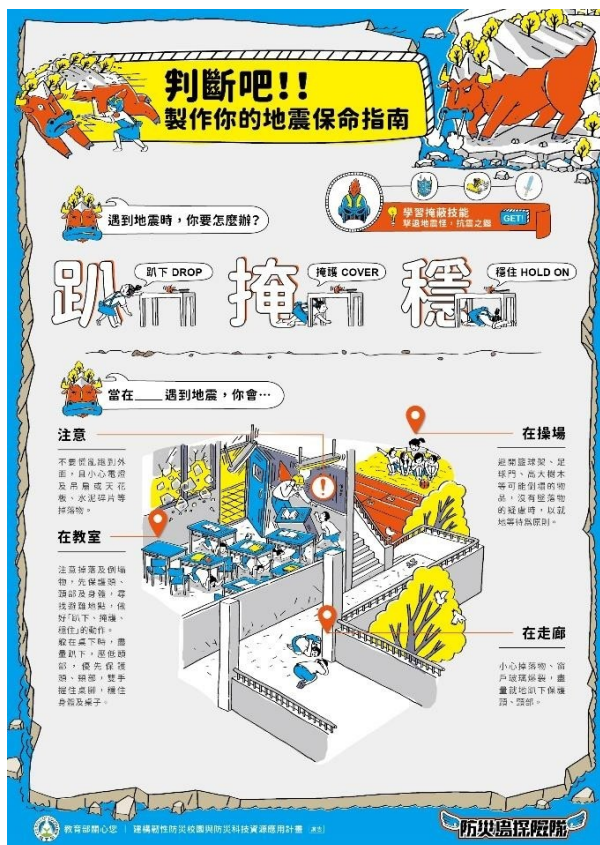 判斷吧!!
製作你的地震保命指南
遇到地震時，你要怎麼辦?
學習掩蔽技能
擊退地震怪，抗震之路
GET!
趴
趴下 DROP
掩
掩護 COVER
穩
穩住 HOLD ON
當在____遇到地震，你會…
注意
不要慌亂跑到外
面，且小心電燈
及吊扇或天花
板、水泥碎片等
掉落物。
在操場
避開籃球架、足
球門、高大樹木
等可能倒塌的物
品，沒有墜落物
的疑慮時，以就
地等待為原則。
在教室
注意掉落及倒塌
物，先保護頭、
頸部及身體，尋
找避難地點，做
好「趴下、掩護、
穩住」的動作。
躲在桌下時，盡
量趴下，壓低頭
部，優先保護
頭、頸部，雙手
握住桌腳，穩住
身體及桌子。
在走廊
小心掉落物、窗
戶玻璃爆裂，盡
量就地趴下保護
頭、頸部。
教育部關心您 | 建構韌性防災校園與防災科技資源應用計畫
防災島探險隊